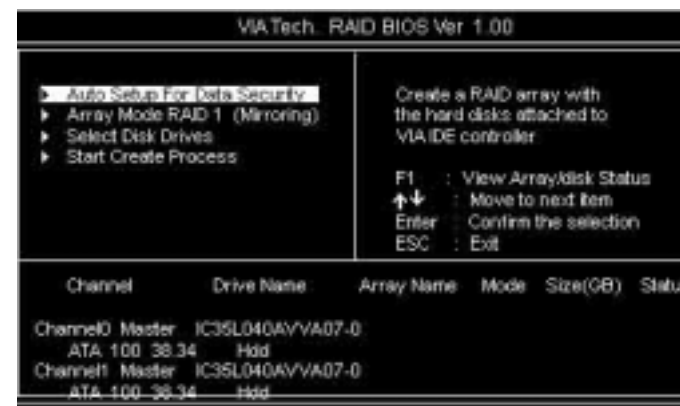 VIA Tech. RAID BIOS Ver 1.00
Auto Setup For Data Security
Array Mode RAID 1 (Mirroring)
Select Disk Drives
Start Create Process
Create a RAID array with
the hard disks attached to
VIA IDE controller
F1 : View Array/disk Status
↑↓ : Move to next item
Enter : Confirm the selection
ESC : Exit
Channel Drive Name Array Name Mode Size(GB) Statu
Channel0 Master IC35L040AVVA07-0
ATA 100 38.34 Hdd
Channel1 Master IC35L040AVVA07-0
ATA 100 38.34 Hdd